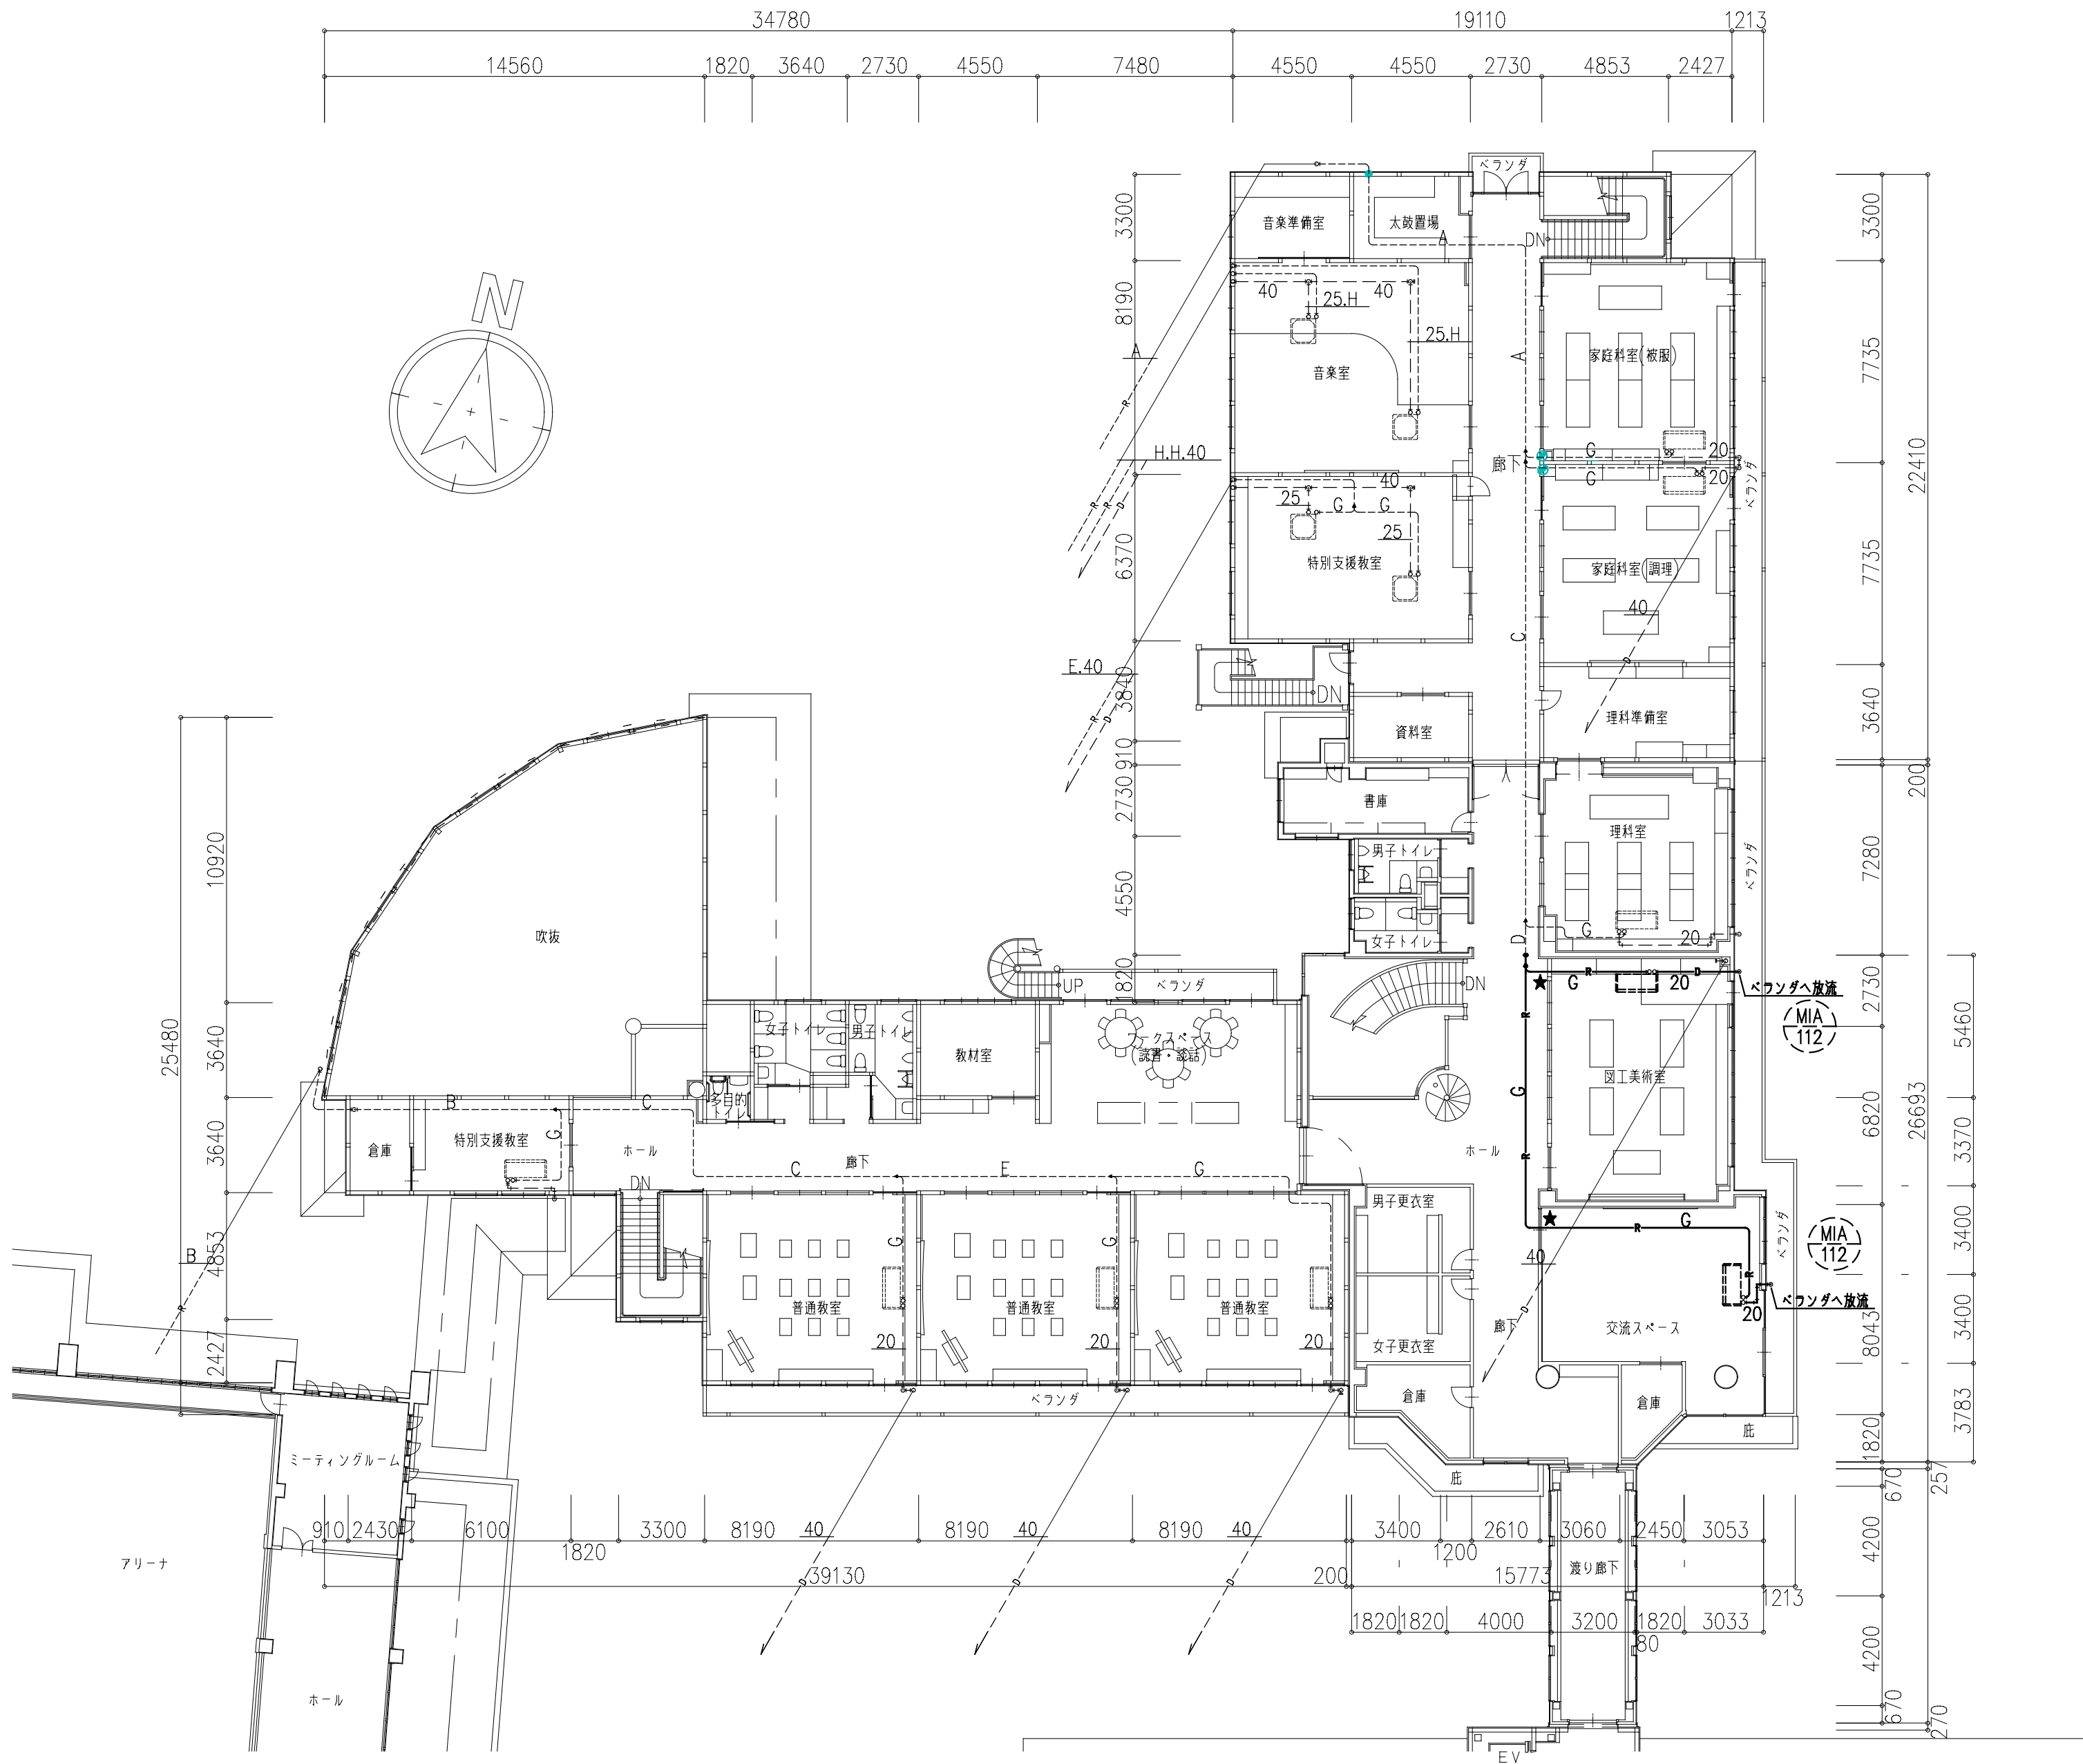 34780
19110
1213
14560
1820
3640
2730
4550
7480
4550
4550
2730
4853
2427
ベランダ
N
3300
音楽準備室
太鼓置場
A
DN
3300
8190
40
25.H
40
25.H
A
音楽室
A
家庭科室(被服)
7735
R
H.H.40
廊下
G
20
G
20
ベランダ
22410
R
R
D
40
25
G
G
25
6370
特別支援教室
家庭科室(調理)
7735
40
C
D
E.40
3840
R
D
DN
資料室
理科準備室
3640
910
200
2730
書庫
理科室
男子トイレ
ベランダ
7280
10920
4550
吹抜
女子トイレ
D
G
20
1820
UP
ベランダ
DN
R
G
20
D
ベランダへ放流
MIA
112
2730
5460
25480
3640
女子トイレ
男子トイレ
教材室
ワークスペース
(読書・談話)
R
G
図工美術室
多目的
トイレ
B
C
倉庫
特別支援教室
G
ホール
廊下
C
E
G
ホール
R
6820
3370
26693
3640
DN
男子更衣室
R
G
ベランダ
MIA
112
3400
B
4853
R
G
G
40
R
D
20
ベランダへ放流
普通教室
普通教室
普通教室
20
20
20
女子更衣室
廊下
交流スペース
8043
3400
2427
ベランダ
倉庫
倉庫
庇
3783
1820
ミーティングルーム
庇
670
257
910
2430
6100
1820
3300
8190
40
8190
40
8190
40
3400
1200
2610
3060
2450
3053
4200
アリーナ
D
39130
D
D
200
15773
渡り廊下
1213
1820
1820
4000
3200
1820
80
3033
4200
ホール
670
270
EV